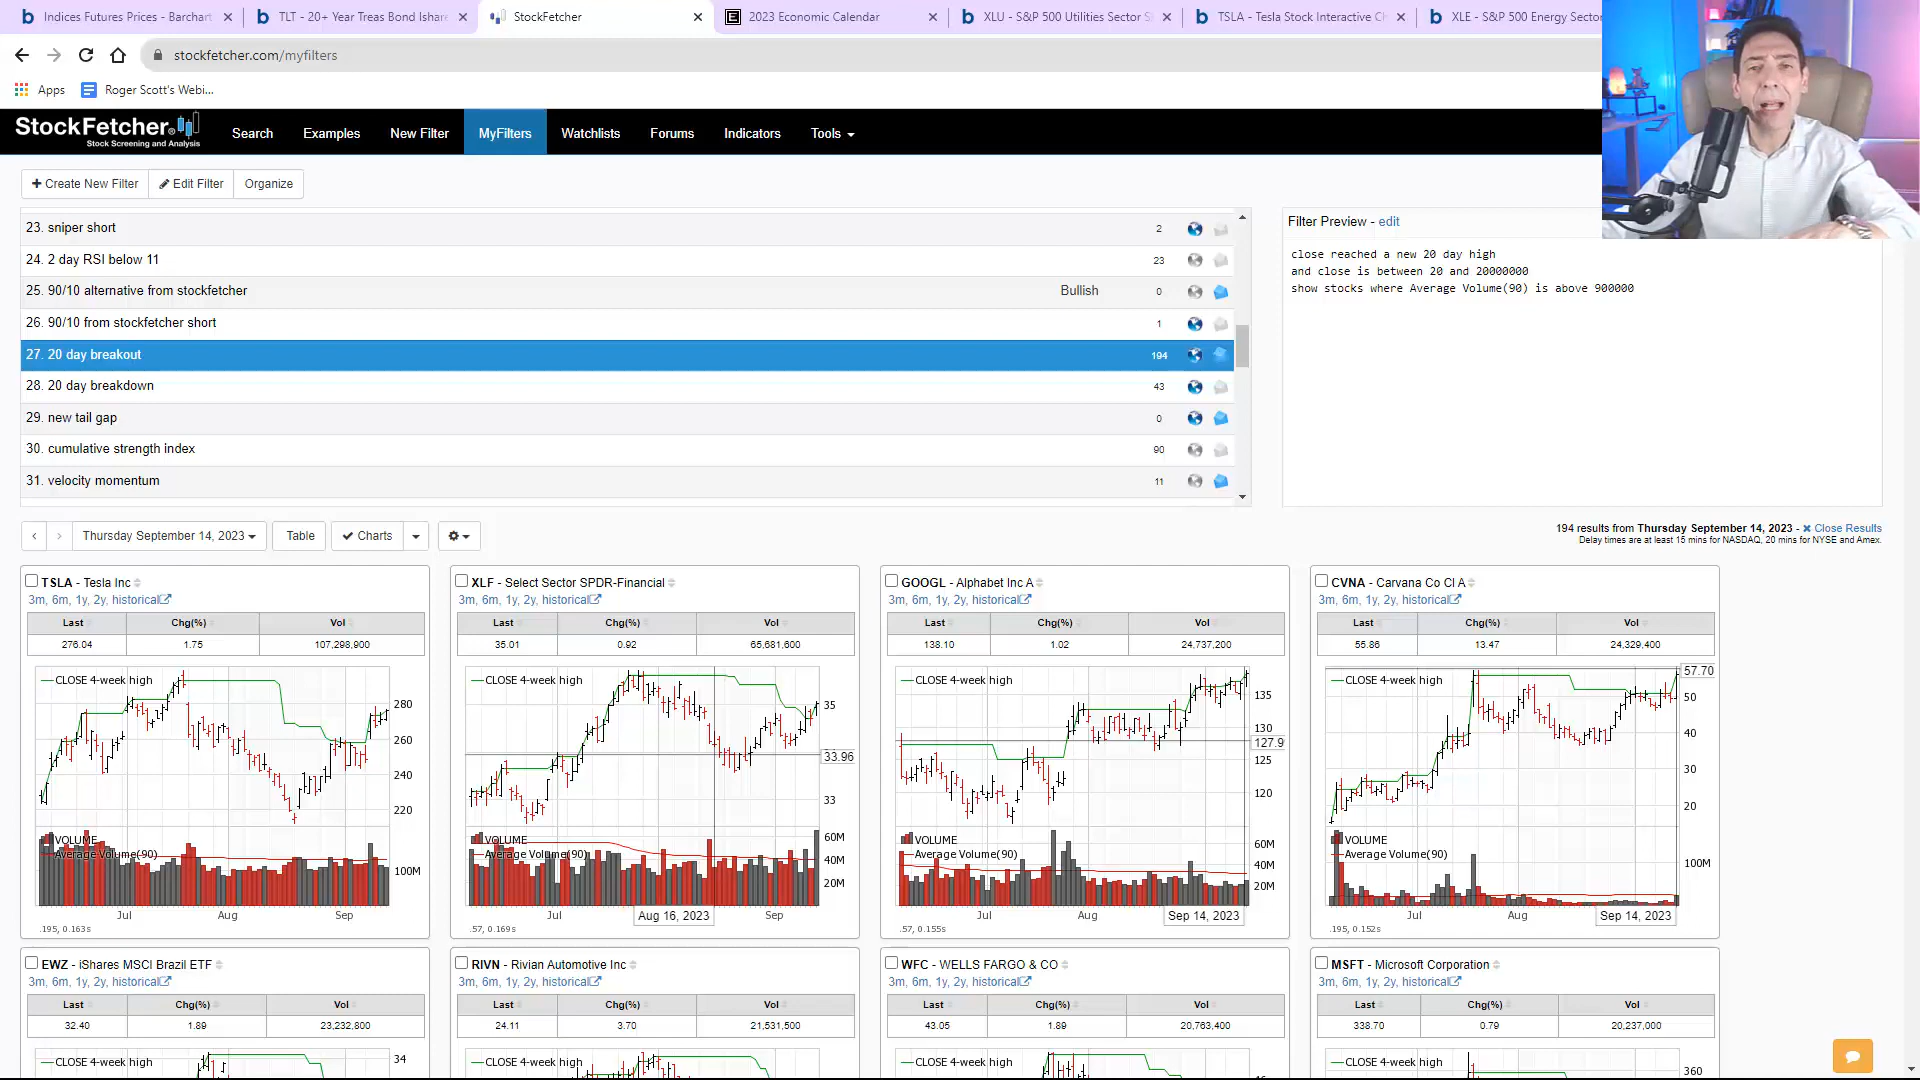 Indices Futures Prices - Barchart
TLT - 20+ Year Treas Bond Ishare
StockFetcher
2023 Economic Calendar
XLU - S&P 500 Utilities Sector S
TSLA - Tesla Stock Interactive Ch
XLE - S&P 500 Energy Sector
stockfetcher.com/myfilters
Apps
Roger Scott's Webi...
StockFetcher
Stock Screening and Analysis
Search
Examples
New Filter
MyFilters
Watchlists
Forums
Indicators
Tools
Create New Filter
Edit Filter
Organize
23. sniper short 2
24. 2 day RSI below 11 23
25. 90/10 alternative from stockfetcher Bullish 0
26. 90/10 from stockfetcher short 1
27. 20 day breakout 194
28. 20 day breakdown 43
29. new tail gap 0
30. cumulative strength index 90
31. velocity momentum 11
Filter Preview - edit
close reached a new 20 day high
and close is between 20 and 20000000
show stocks where Average Volume(90) is above 900000
Thursday September 14, 2023
Table
Charts
194 results from Thursday September 14, 2023 - Close Results
Delay times are at least 15 mins for NASDAQ, 20 mins for NYSE and Amex.
TSLA - Tesla Inc
3m, 6m, 1y, 2y, historical
Last Chg(%) Vol
276.04 1.75 107,298,900
CLOSE 4-week high
280
260
240
220
VOLUME
Average Volume(90)
100M
Jul Aug Sep
.195, 0.163s
XLF - Select Sector SPDR-Financial
3m, 6m, 1y, 2y, historical
Last Chg(%) Vol
35.01 0.92 65,681,600
CLOSE 4-week high
35
33.96
33
VOLUME
60M
Average Volume(90)
40M
20M
Jul Aug 16, 2023 Sep
.57, 0.169s
GOOGL - Alphabet Inc A
3m, 6m, 1y, 2y, historical
Last Chg(%) Vol
138.10 1.02 24,737,200
CLOSE 4-week high
135
130
127.9
125
120
VOLUME
60M
Average Volume(90)
40M
20M
Jul Aug Sep 14, 2023
.57, 0.155s
CVNA - Carvana Co Cl A
3m, 6m, 1y, 2y, historical
Last Chg(%) Vol
55.86 13.47 24,329,400
57.70
CLOSE 4-week high
50
40
30
20
VOLUME
Average Volume(90)
100M
Jul Aug Sep 14, 2023
.195, 0.152s
EWZ - iShares MSCI Brazil ETF
3m, 6m, 1y, 2y, historical
Last Chg(%) Vol
32.40 1.89 23,232,800
CLOSE 4-week high
34
RIVN - Rivian Automotive Inc
3m, 6m, 1y, 2y, historical
Last Chg(%) Vol
24.11 3.70 21,531,500
CLOSE 4-week high
WFC - WELLS FARGO & CO
3m, 6m, 1y, 2y, historical
Last Chg(%) Vol
43.05 1.89 20,763,400
CLOSE 4-week high
MSFT - Microsoft Corporation
3m, 6m, 1y, 2y, historical
Last Chg(%) Vol
338.70 0.79 20,237,000
CLOSE 4-week high
360